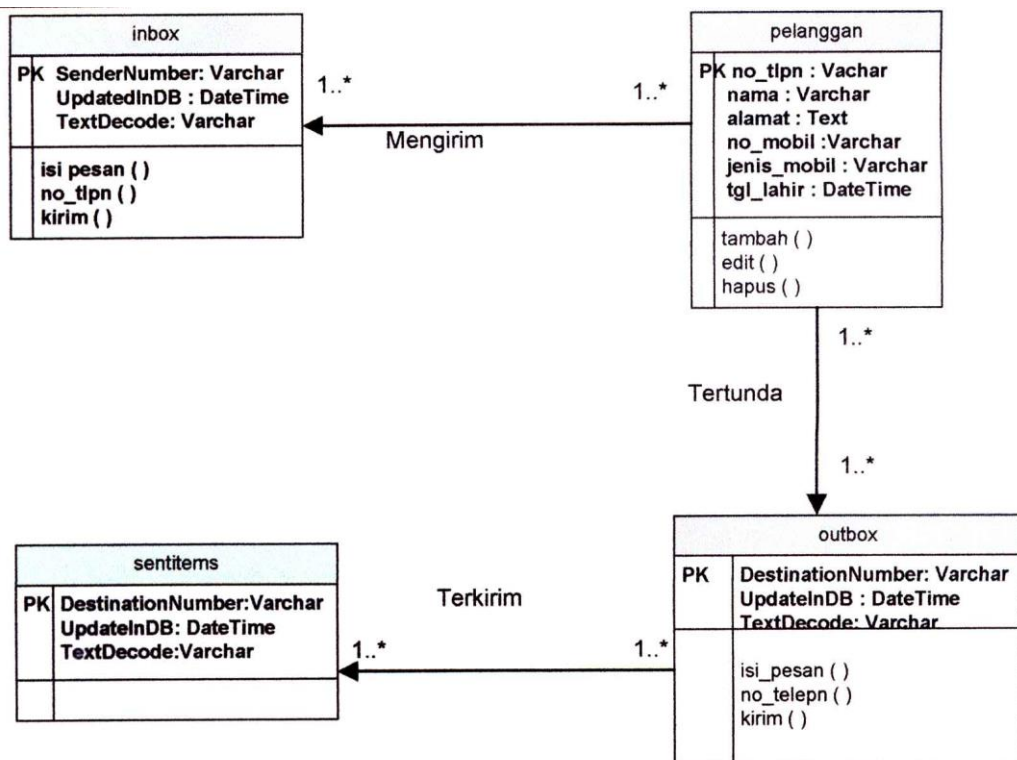 inbox
PK SenderNumber: Varchar
UpdatedInDB : DateTime
TextDecode: Varchar
isi pesan ( )
no_tlpn ( )
kirim ( )
1..*
Mengirim
1..*
pelanggan
PK no_tlpn : Vachar
nama : Varchar
alamat : Text
no_mobil :Varchar
jenis_mobil : Varchar
tgl_lahir : DateTime
tambah ( )
edit ( )
hapus ( )
1..*
Tertunda
1..*
outbox
PK DestinationNumber: Varchar
UpdateInDB : DateTime
TextDecode: Varchar
isi_pesan ( )
no_telepn ( )
kirim ( )
1..*
Terkirim
1..*
sentitems
PK DestinationNumber:Varchar
UpdateInDB: DateTime
TextDecode:Varchar